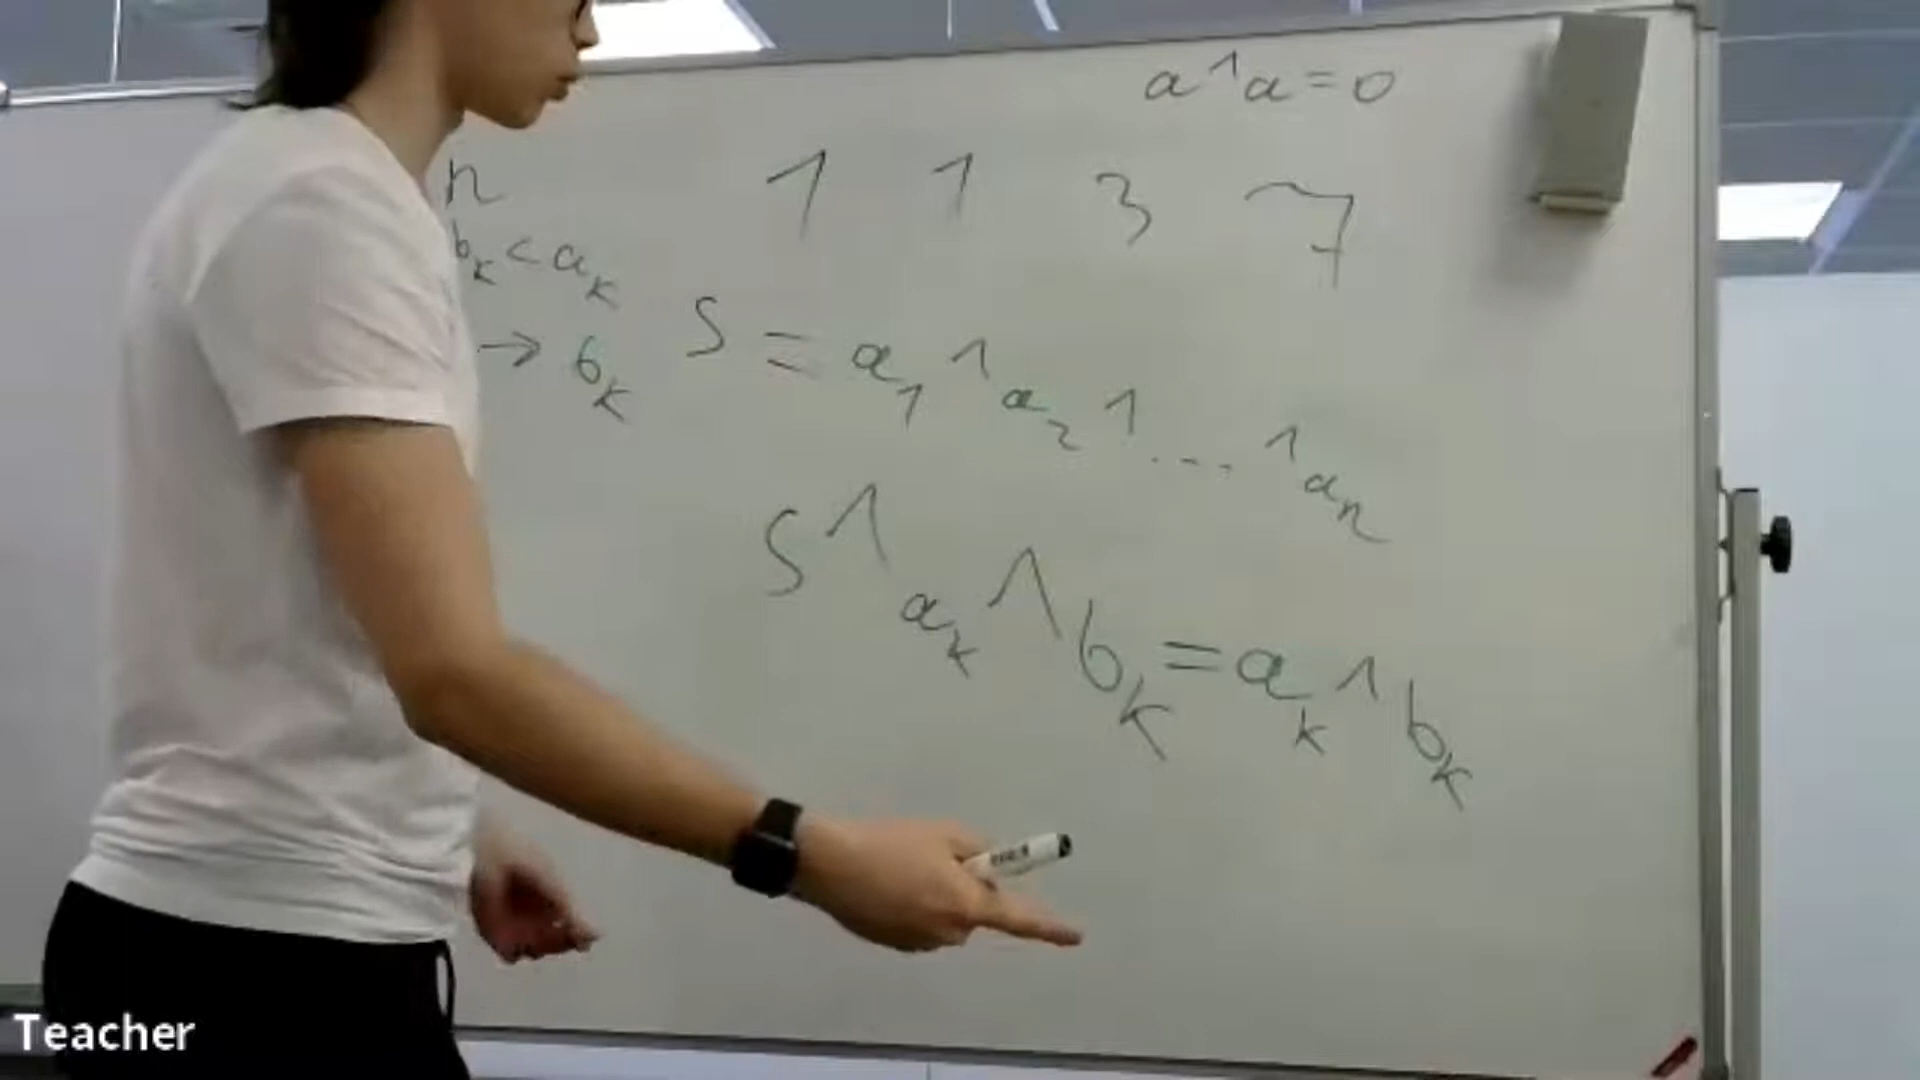 a^a=0
n 1 1 3 7
b_k < a_k
→ b_k
S = a_1 ^ a_2 ^ ... ^ a_n
S ^ a_k ^ b_k = a_k ^ b_k
Teacher